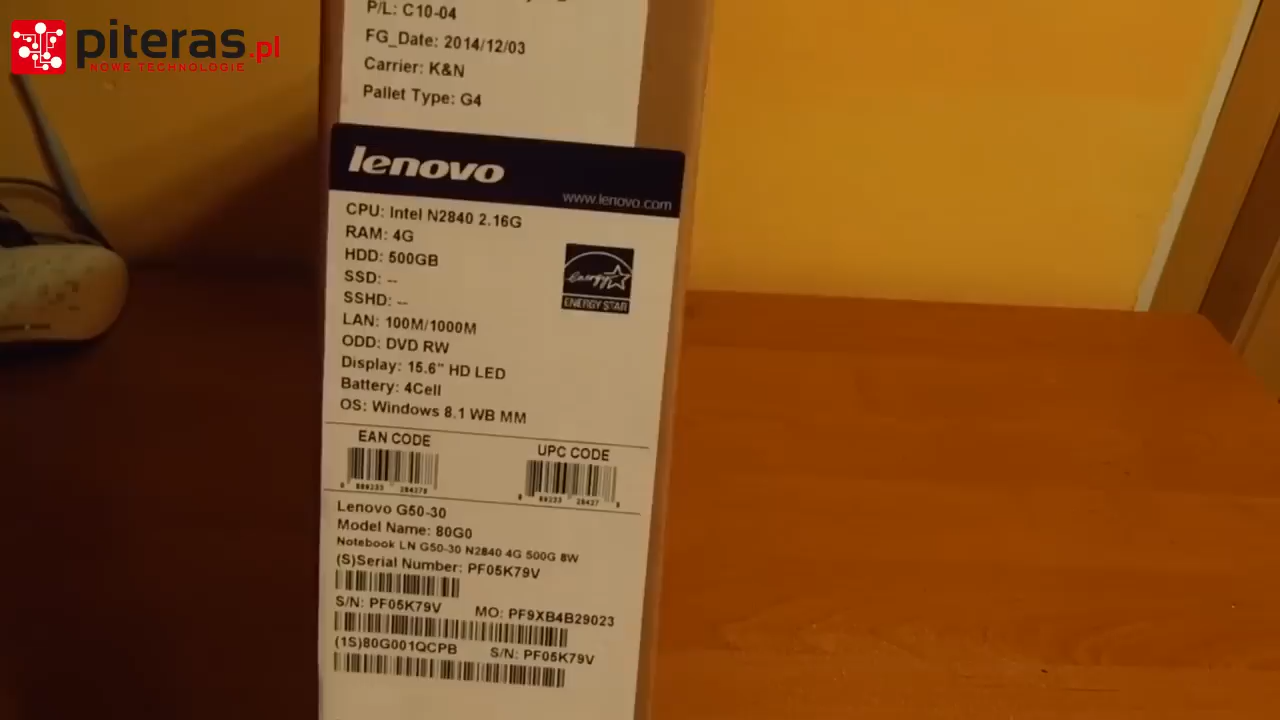 piteras.pl
NOWE TECHNOLOGIE
P/L: C10-04
FG_Date: 2014/12/03
Carrier: K&N
Pallet Type: G4
lenovo
www.lenovo.com
CPU: Intel N2840 2.16G
RAM: 4G
HDD: 500GB
SSD: --
SSHD: --
LAN: 100M/1000M
ODD: DVD RW
Display: 15.6" HD LED
Battery: 4Cell
OS: Windows 8.1 WB MM
energy
ENERGY STAR
EAN CODE
UPC CODE
Lenovo G50-30
Model Name: 80G0
Notebook LN G50-30 N2840 4G 500G 8W
(S)Serial Number: PF05K79V
S/N: PF05K79V MO: PF9XB4B29023
(1S)80G001QCPB S/N: PF05K79V